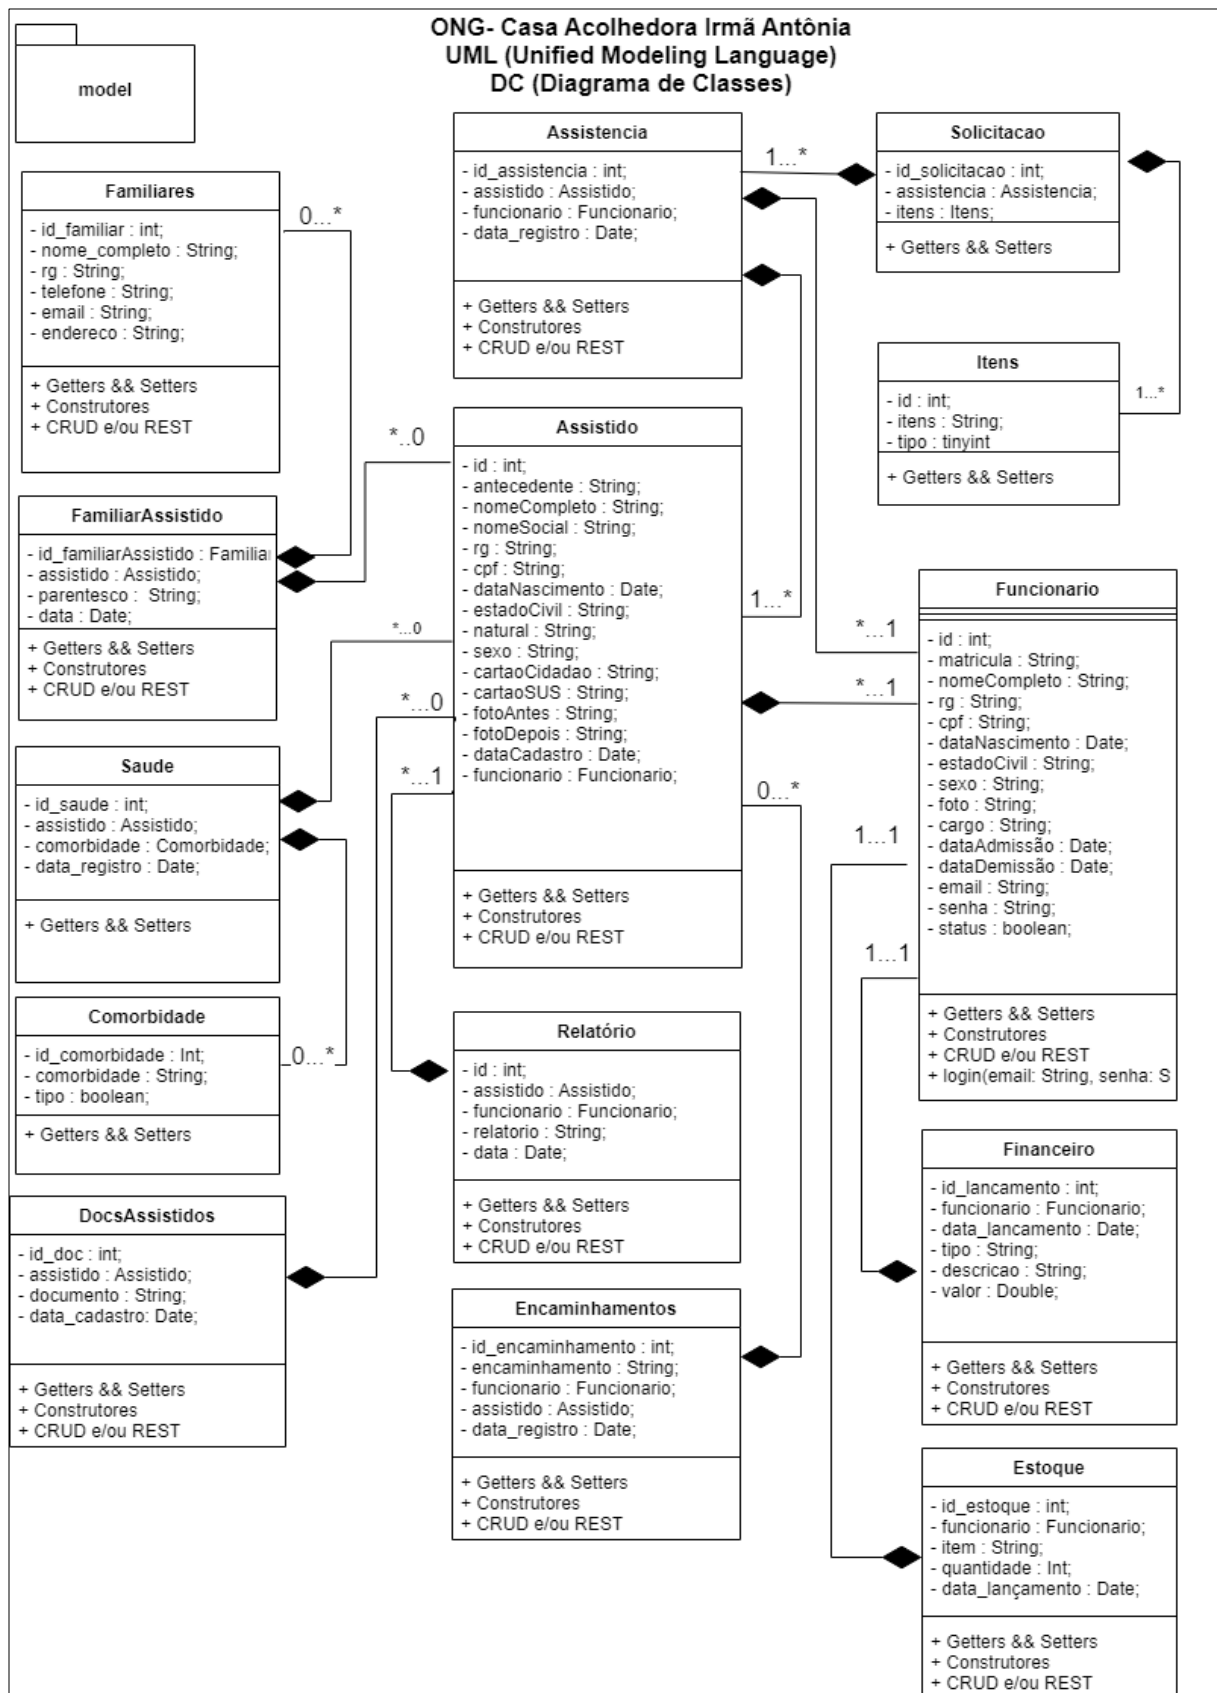 ONG- Casa Acolhedora Irmã Antônia
UML (Unified Modeling Language)
DC (Diagrama de Classes)
model
Familiares
- id_familiar : int;
- nome_completo : String;
- rg : String;
- telefone : String;
- email : String;
- endereco : String;
+ Getters && Setters
+ Construtores
+ CRUD e/ou REST
0...*
FamiliarAssistido
- id_familiarAssistido : Familiar
- assistido : Assistido;
- parentesco : String;
- data : Date;
+ Getters && Setters
+ Construtores
+ CRUD e/ou REST
*..0
Saude
- id_saude : int;
- assistido : Assistido;
- comorbidade : Comorbidade;
- data_registro : Date;
+ Getters && Setters
*...0
Comorbidade
- id_comorbidade : Int;
- comorbidade : String;
- tipo : boolean;
+ Getters && Setters
0...*
DocsAssistidos
- id_doc : int;
- assistido : Assistido;
- documento : String;
- data_cadastro: Date;
+ Getters && Setters
+ Construtores
+ CRUD e/ou REST
*...0
Assistencia
- id_assistencia : int;
- assistido : Assistido;
- funcionario : Funcionario;
- data_registro : Date;
+ Getters && Setters
+ Construtores
+ CRUD e/ou REST
1...*
Assistido
- id : int;
- antecedente : String;
- nomeCompleto : String;
- nomeSocial : String;
- rg : String;
- cpf : String;
- dataNascimento : Date;
- estadoCivil : String;
- natural : String;
- sexo : String;
- cartaoCidadao : String;
- cartaoSUS : String;
- fotoAntes : String;
- fotoDepois : String;
- dataCadastro : Date;
- funcionario : Funcionario;
+ Getters && Setters
+ Construtores
+ CRUD e/ou REST
1...*
*...1
*...1
0...*
*...1
Relatório
- id : int;
- assistido : Assistido;
- funcionario : Funcionario;
- relatorio : String;
- data : Date;
+ Getters && Setters
+ Construtores
+ CRUD e/ou REST
Encaminhamentos
- id_encaminhamento : int;
- encaminhamento : String;
- funcionario : Funcionario;
- assistido : Assistido;
- data_registro : Date;
+ Getters && Setters
+ Construtores
+ CRUD e/ou REST
Solicitacao
- id_solicitacao : int;
- assistencia : Assistencia;
- itens : Itens;
+ Getters && Setters
Itens
- id : int;
- itens : String;
- tipo : tinyint
+ Getters && Setters
1...*
Funcionario
- id : int;
- matricula : String;
- nomeCompleto : String;
- rg : String;
- cpf : String;
- dataNascimento : Date;
- estadoCivil : String;
- sexo : String;
- foto : String;
- cargo : String;
- dataAdmissão : Date;
- dataDemissão : Date;
- email : String;
- senha : String;
- status : boolean;
+ Getters && Setters
+ Construtores
+ CRUD e/ou REST
+ login(email: String, senha: S
1...1
1...1
Financeiro
- id_lancamento : int;
- funcionario : Funcionario;
- data_lancamento : Date;
- tipo : String;
- descricao : String;
- valor : Double;
+ Getters && Setters
+ Construtores
+ CRUD e/ou REST
Estoque
- id_estoque : int;
- funcionario : Funcionario;
- item : String;
- quantidade : Int;
- data_lançamento : Date;
+ Getters && Setters
+ Construtores
+ CRUD e/ou REST